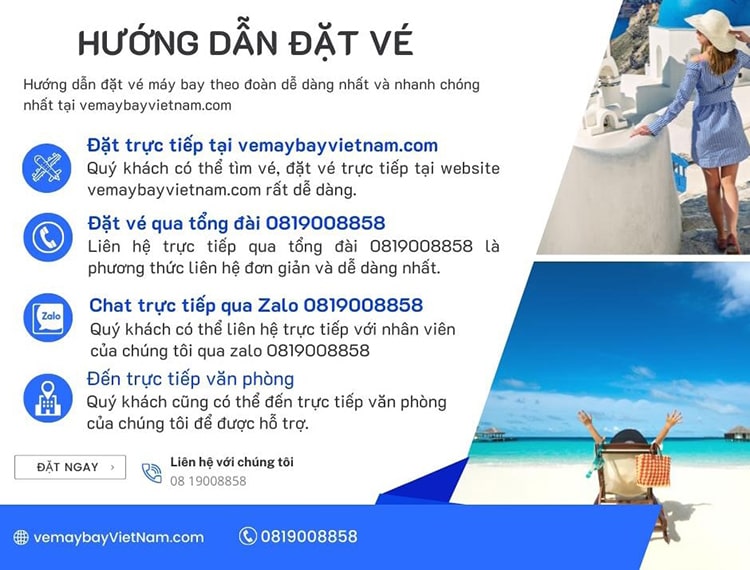 HƯỚNG DẪN ĐẶT VÉ
Hướng dẫn đặt vé máy bay theo đoàn dễ dàng nhất và nhanh chóng
nhất tại vemaybayvietnam.com
Đặt trực tiếp tại vemaybayvietnam.com
Quý khách có thể tìm vé, đặt vé trực tiếp tại website
vemaybayvietnam.com rất dễ dàng.
Đặt vé qua tổng đài 0819008858
Liên hệ trực tiếp qua tổng đài 0819008858 là
phương thức liên hệ đơn giản và dễ dàng nhất.
Zalo
Chat trực tiếp qua Zalo 0819008858
Quý khách có thể liên hệ trực tiếp với nhân viên
của chúng tôi qua zalo 0819008858
Đến trực tiếp văn phòng
Quý khách cũng có thể đến trực tiếp văn phòng
của chúng tôi để được hỗ trợ.
ĐẶT NGAY
Liên hệ với chúng tôi
08 19008858
vemaybayVietNam.com
0819008858